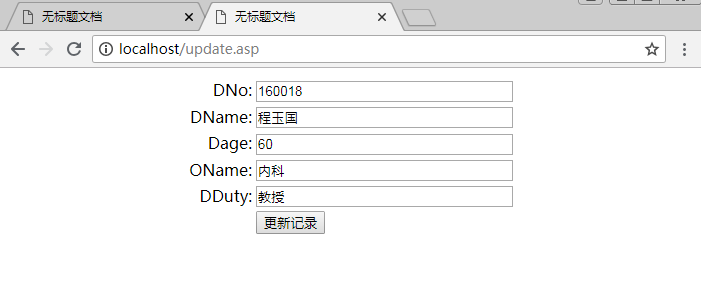 无标题文档 无标题文档
localhost/update.asp
DNo: 160018
DName: 程玉国
Dage: 60
OName: 内科
DDuty: 教授
更新记录